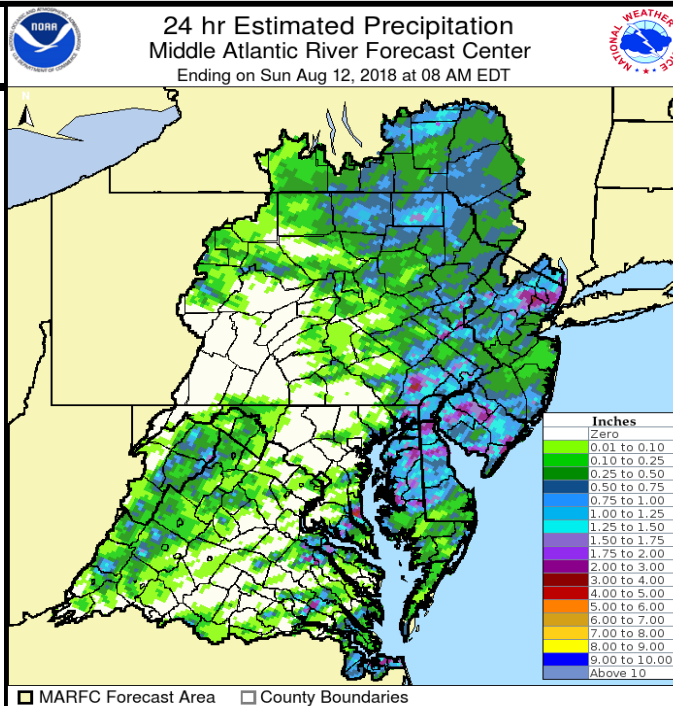 24 hr Estimated Precipitation
Middle Atlantic River Forecast Center
Ending on Sun Aug 12, 2018 at 08 AM EDT
NOAA
NATIONAL WEATHER
Inches
Zero
0.01 to 0.10
0.10 to 0.25
0.25 to 0.50
0.50 to 0.75
0.75 to 1.00
1.00 to 1.25
1.25 to 1.50
1.50 to 1.75
1.75 to 2.00
2.00 to 3.00
3.00 to 4.00
4.00 to 5.00
5.00 to 6.00
6.00 to 7.00
7.00 to 8.00
8.00 to 9.00
9.00 to 10.00
Above 10
MARFC Forecast Area
County Boundaries